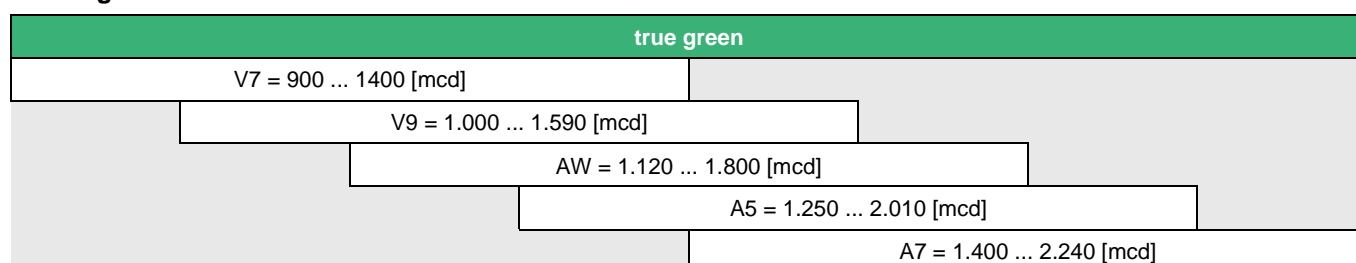 true green
V7 = 900 ... 1400 [mcd]
V9 = 1.000 ... 1.590 [mcd]
AW = 1.120 ... 1.800 [mcd]
A5 = 1.250 ... 2.010 [mcd]
A7 = 1.400 ... 2.240 [mcd]